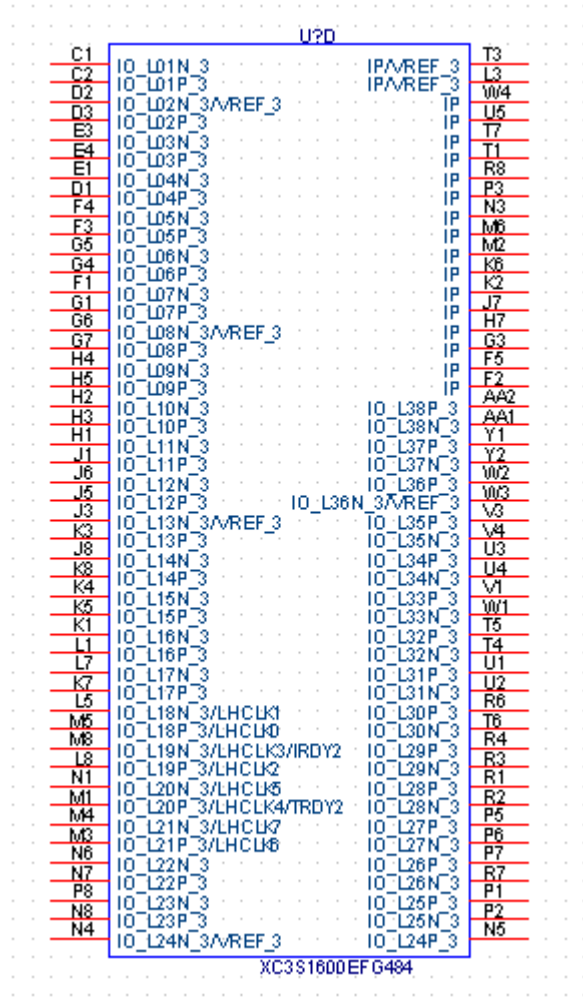 U?D
C1 IO_L01N_3 IP/VREF_3 T3
C2 IO_L01P_3 IP/VREF_3 L3
D2 IO_L02N_3/VREF_3 IP W4
D3 IO_L02P_3 IP U5
E3 IO_L03N_3 IP T7
E4 IO_L03P_3 IP T1
E1 IO_L04N_3 IP R8
D1 IO_L04P_3 IP P3
F4 IO_L05N_3 IP N3
F3 IO_L05P_3 IP M6
G5 IO_L06N_3 IP M2
G4 IO_L06P_3 IP K6
F1 IO_L07N_3 IP K2
G1 IO_L07P_3 IP J7
G6 IO_L08N_3/VREF_3 IP H7
G7 IO_L08P_3 IP G3
H4 IO_L09N_3 IP F5
H5 IO_L09P_3 IP F2
H2 IO_L10N_3 IO_L38P_3 AA2
H3 IO_L10P_3 IO_L38N_3 AA1
H1 IO_L11N_3 IO_L37P_3 Y1
J1 IO_L11P_3 IO_L37N_3 Y2
J6 IO_L12N_3 IO_L36P_3 W2
J5 IO_L12P_3 IO_L36N_3/VREF_3 W3
J3 IO_L13N_3/VREF_3 IO_L35P_3 V3
K3 IO_L13P_3 IO_L35N_3 V4
J8 IO_L14N_3 IO_L34P_3 U3
K8 IO_L14P_3 IO_L34N_3 U4
K4 IO_L15N_3 IO_L33P_3 V1
K5 IO_L15P_3 IO_L33N_3 W1
K1 IO_L16N_3 IO_L32P_3 T5
L1 IO_L16P_3 IO_L32N_3 T4
L7 IO_L17N_3 IO_L31P_3 U1
K7 IO_L17P_3 IO_L31N_3 U2
L5 IO_L18N_3/LHCLK1 IO_L30P_3 R6
M5 IO_L18P_3/LHCLK0 IO_L30N_3 T6
M8 IO_L19N_3/LHCLK3/IRDY2 IO_L29P_3 R4
L8 IO_L19P_3/LHCLK2 IO_L29N_3 R3
N1 IO_L20N_3/LHCLK5 IO_L28P_3 R1
M1 IO_L20P_3/LHCLK4/TRDY2 IO_L28N_3 R2
M4 IO_L21N_3/LHCLK7 IO_L27P_3 P5
M3 IO_L21P_3/LHCLK6 IO_L27N_3 P6
N6 IO_L22N_3 IO_L26P_3 P7
N7 IO_L22P_3 IO_L26N_3 R7
P8 IO_L23N_3 IO_L25P_3 P1
N8 IO_L23P_3 IO_L25N_3 P2
N4 IO_L24N_3/VREF_3 IO_L24P_3 N5
XC3S1600EFG484